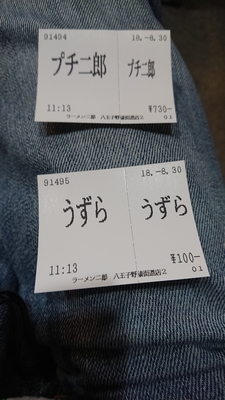 91494 18.-8.30
プチ二郎 プチ二郎
11:13 ¥730-
ラーメン二郎 八王子野猿街道店2 01
91495 18.-8.30
うずら うずら
11:13 ¥100-
ラーメン二郎 八王子野猿街道店2 01